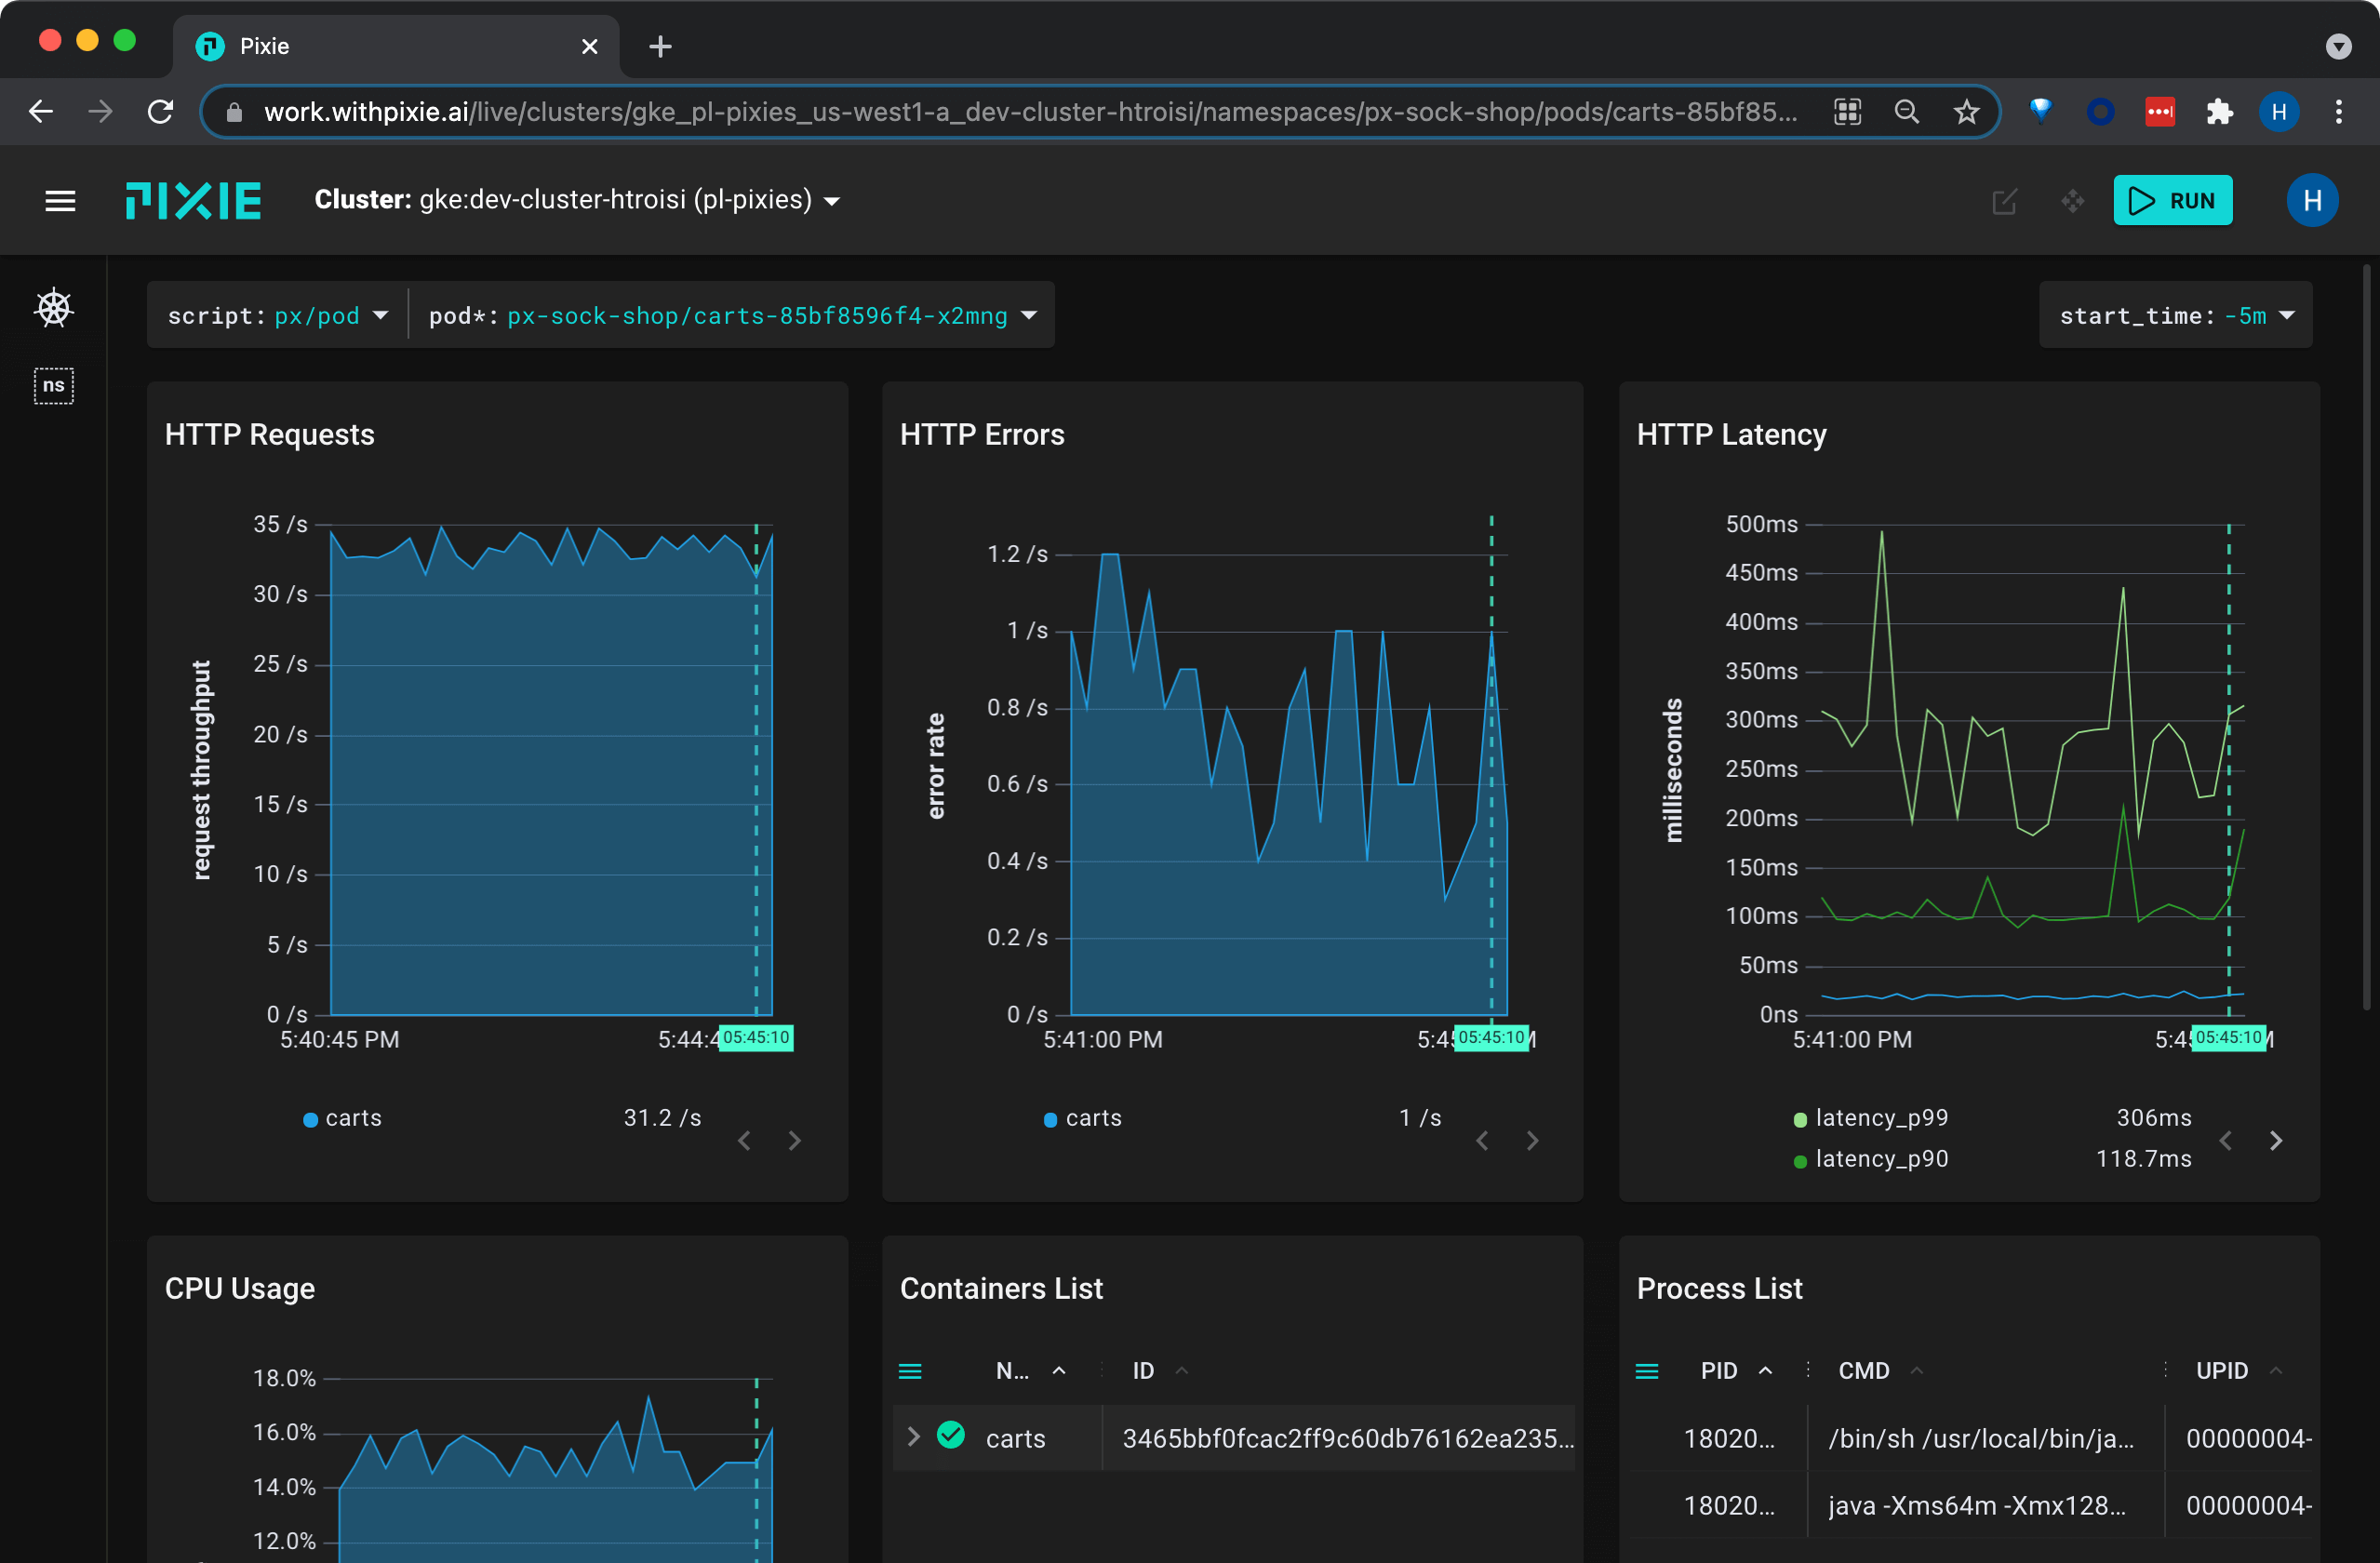 Pixie
work.withpixie.ai/live/clusters/gke_pl-pixies_us-west1-a_dev-cluster-htroisi/namespaces/px-sock-shop/pods/carts-85bf85...
H
PIXIE
Cluster: gke:dev-cluster-htroisi (pl-pixies)
RUN
H
ns
script: px/pod
pod*: px-sock-shop/carts-85bf8596f4-x2mng
start_time: -5m
HTTP Requests
request throughput
35 /s
30 /s
25 /s
20 /s
15 /s
10 /s
5 /s
0 /s
5:40:45 PM
5:44:4
05:45:10
carts
31.2 /s
HTTP Errors
error rate
1.2 /s
1 /s
0.8 /s
0.6 /s
0.4 /s
0.2 /s
0 /s
5:41:00 PM
5:45
05:45:10
carts
1 /s
HTTP Latency
milliseconds
500ms
450ms
400ms
350ms
300ms
250ms
200ms
150ms
100ms
50ms
0ns
5:41:00 PM
5:45
05:45:10
latency_p99
306ms
latency_p90
118.7ms
CPU Usage
18.0%
16.0%
14.0%
12.0%
Containers List
N... ID
carts 3465bbf0fcac2ff9c60db76162ea235...
Process List
PID CMD UPID
18020... /bin/sh /usr/local/bin/ja... 00000004-
18020... java -Xms64m -Xmx128... 00000004-